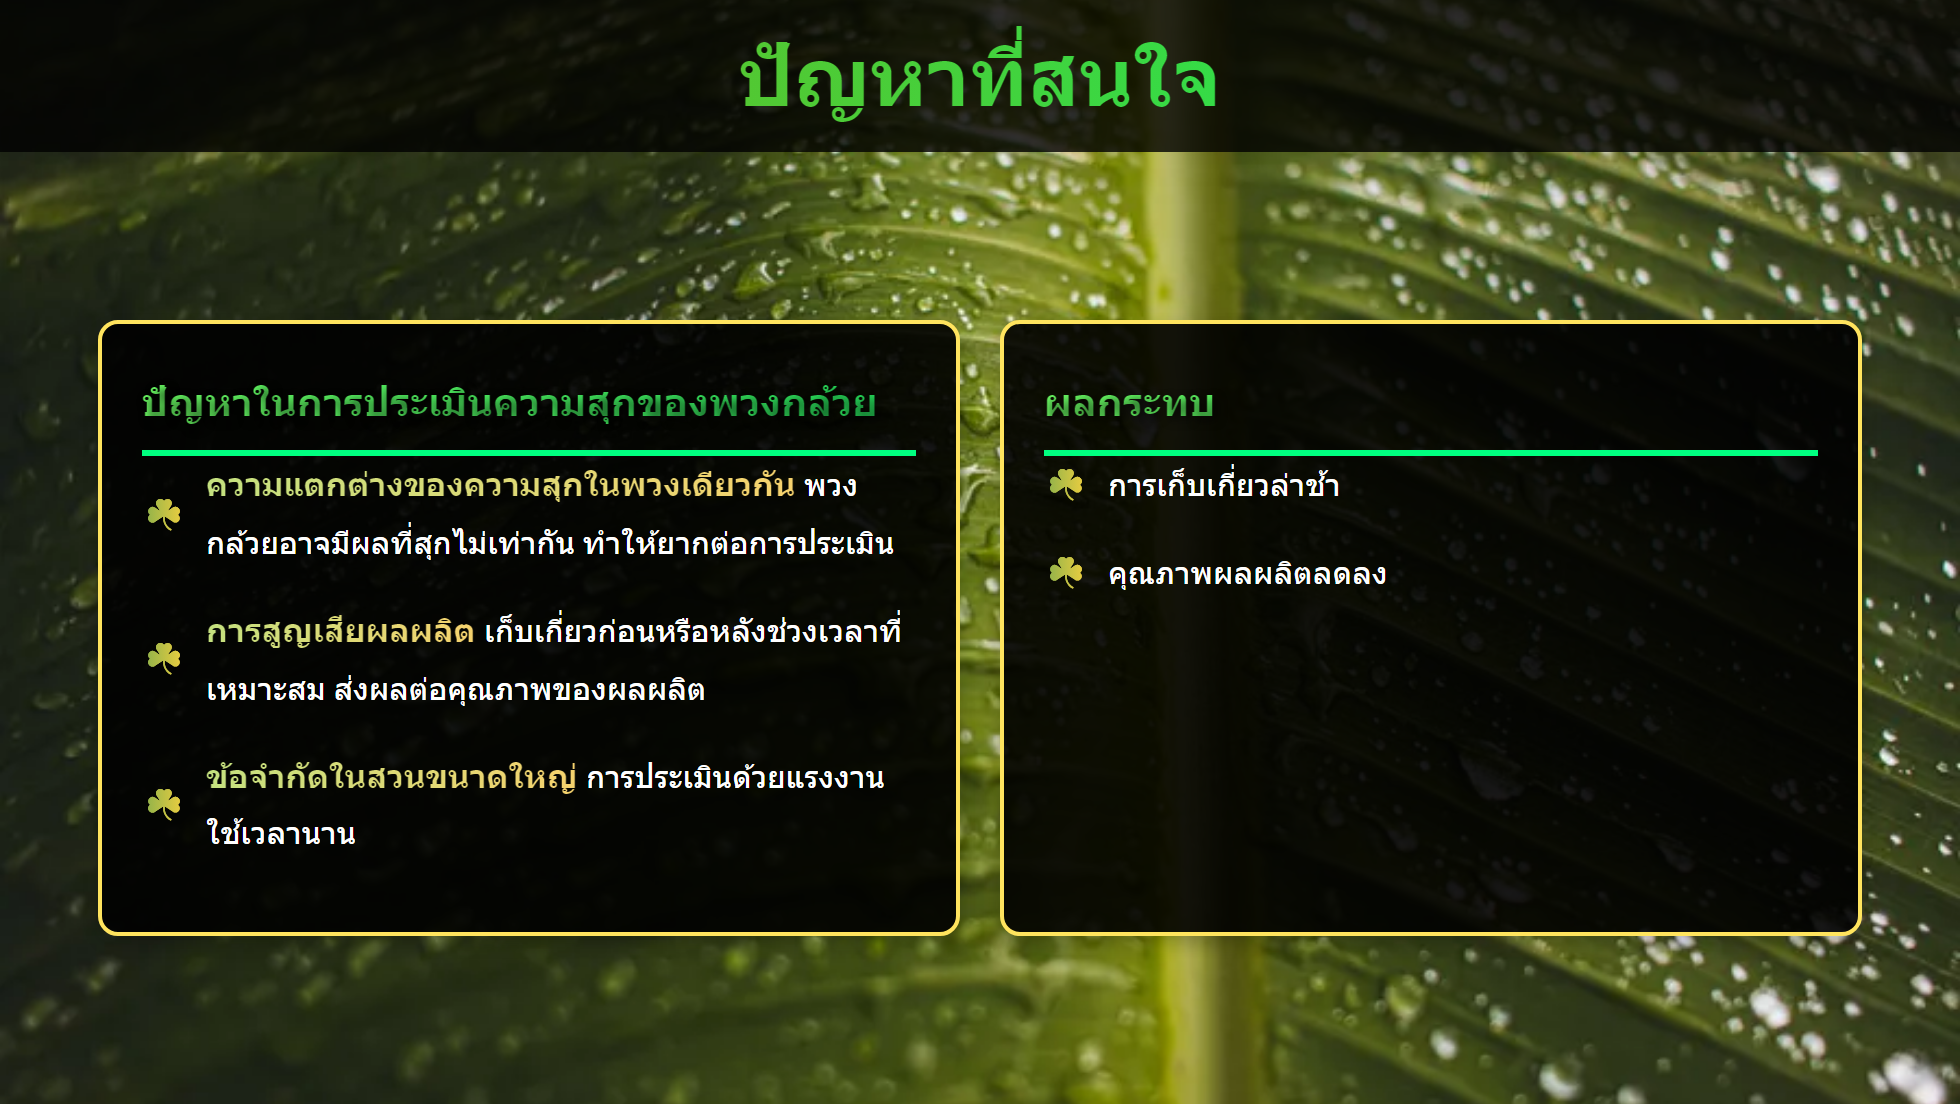 ปัญหาที่สนใจ
ปัญหาในการประเมินความสุกของพวงกล้วย
ความแตกต่างของความสุกในพวงเดียวกัน พวง
กล้วยอาจมีผลที่สุกไม่เท่ากัน ทำให้ยากต่อการประเมิน
การสูญเสียผลผลิต เก็บเกี่ยวก่อนหรือหลังช่วงเวลาที่
เหมาะสม ส่งผลต่อคุณภาพของผลผลิต
ข้อจำกัดในสวนขนาดใหญ่ การประเมินด้วยแรงงาน
ใช้เวลานาน
ผลกระทบ
การเก็บเกี่ยวล่าช้า
คุณภาพผลผลิตลดลง